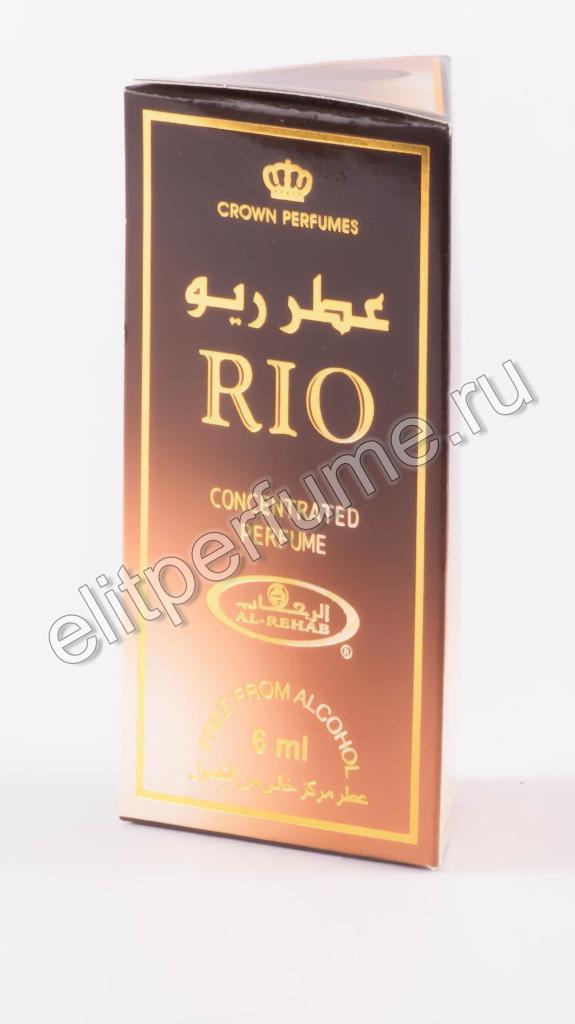 CROWN PERFUMES
عطر ريو
RIO
CONCENTRATED
PERFUME
الرحاب
AL-REHAB
®
FREE FROM ALCOHOL
6 ml
عطر مركز خالي من الكحول
elitperfume.ru